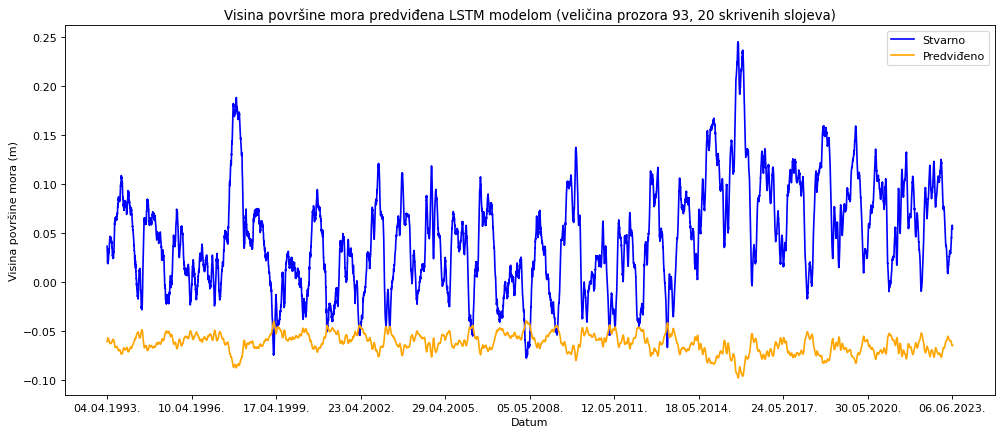 Visina površine mora predviđena LSTM modelom (veličina prozora 93, 20 skrivenih slojeva)
Stvarno
Predviđeno
Visina površine mora (m)
0.25
0.20
0.15
0.10
0.05
0.00
−0.05
−0.10
04.04.1993. 10.04.1996. 17.04.1999. 23.04.2002. 29.04.2005. 05.05.2008. 12.05.2011. 18.05.2014. 24.05.2017. 30.05.2020. 06.06.2023.
Datum